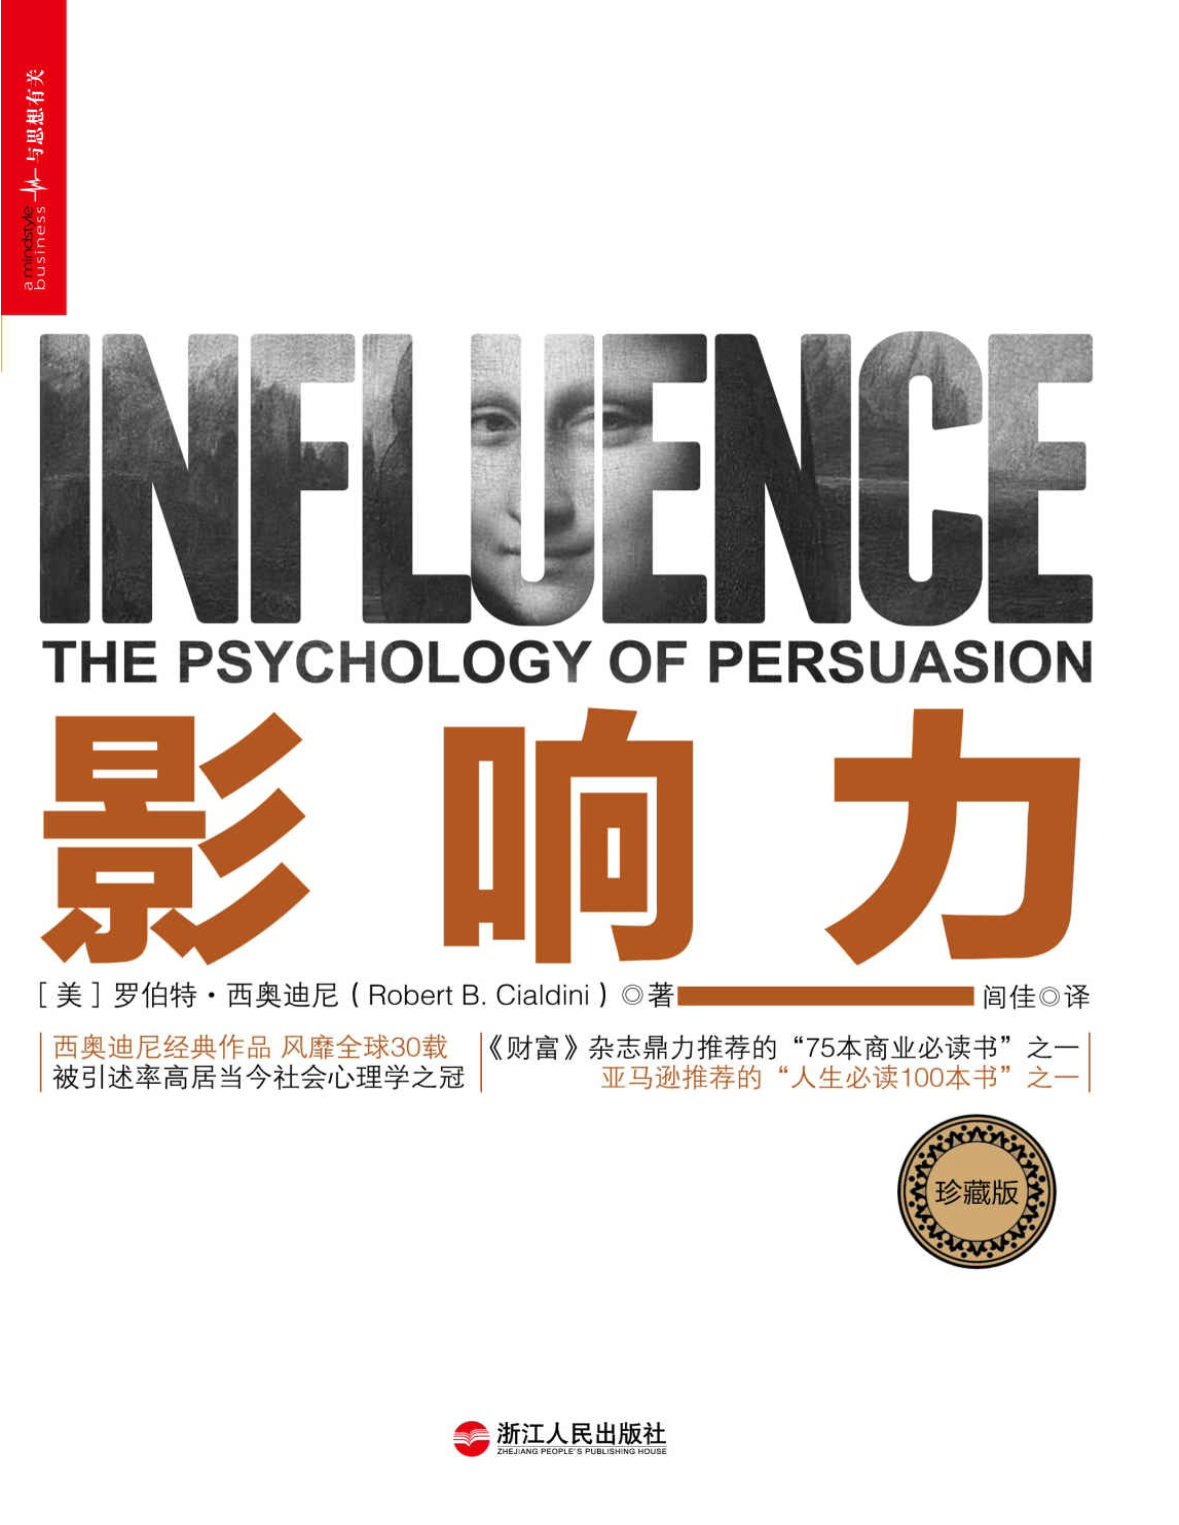 与思想有关
a mindstyle
business
INFLUENCE
THE PSYCHOLOGY OF PERSUASION
影响力
［美］罗伯特·西奥迪尼（Robert B. Cialdini）◎著 闾佳◎译
西奥迪尼经典作品 风靡全球30载
被引述率高居当今社会心理学之冠
《财富》杂志鼎力推荐的“75本商业必读书”之一
亚马逊推荐的“人生必读100本书”之一
珍藏版
浙江人民出版社
ZHEJIANG PEOPLE'S PUBLISHING HOUSE